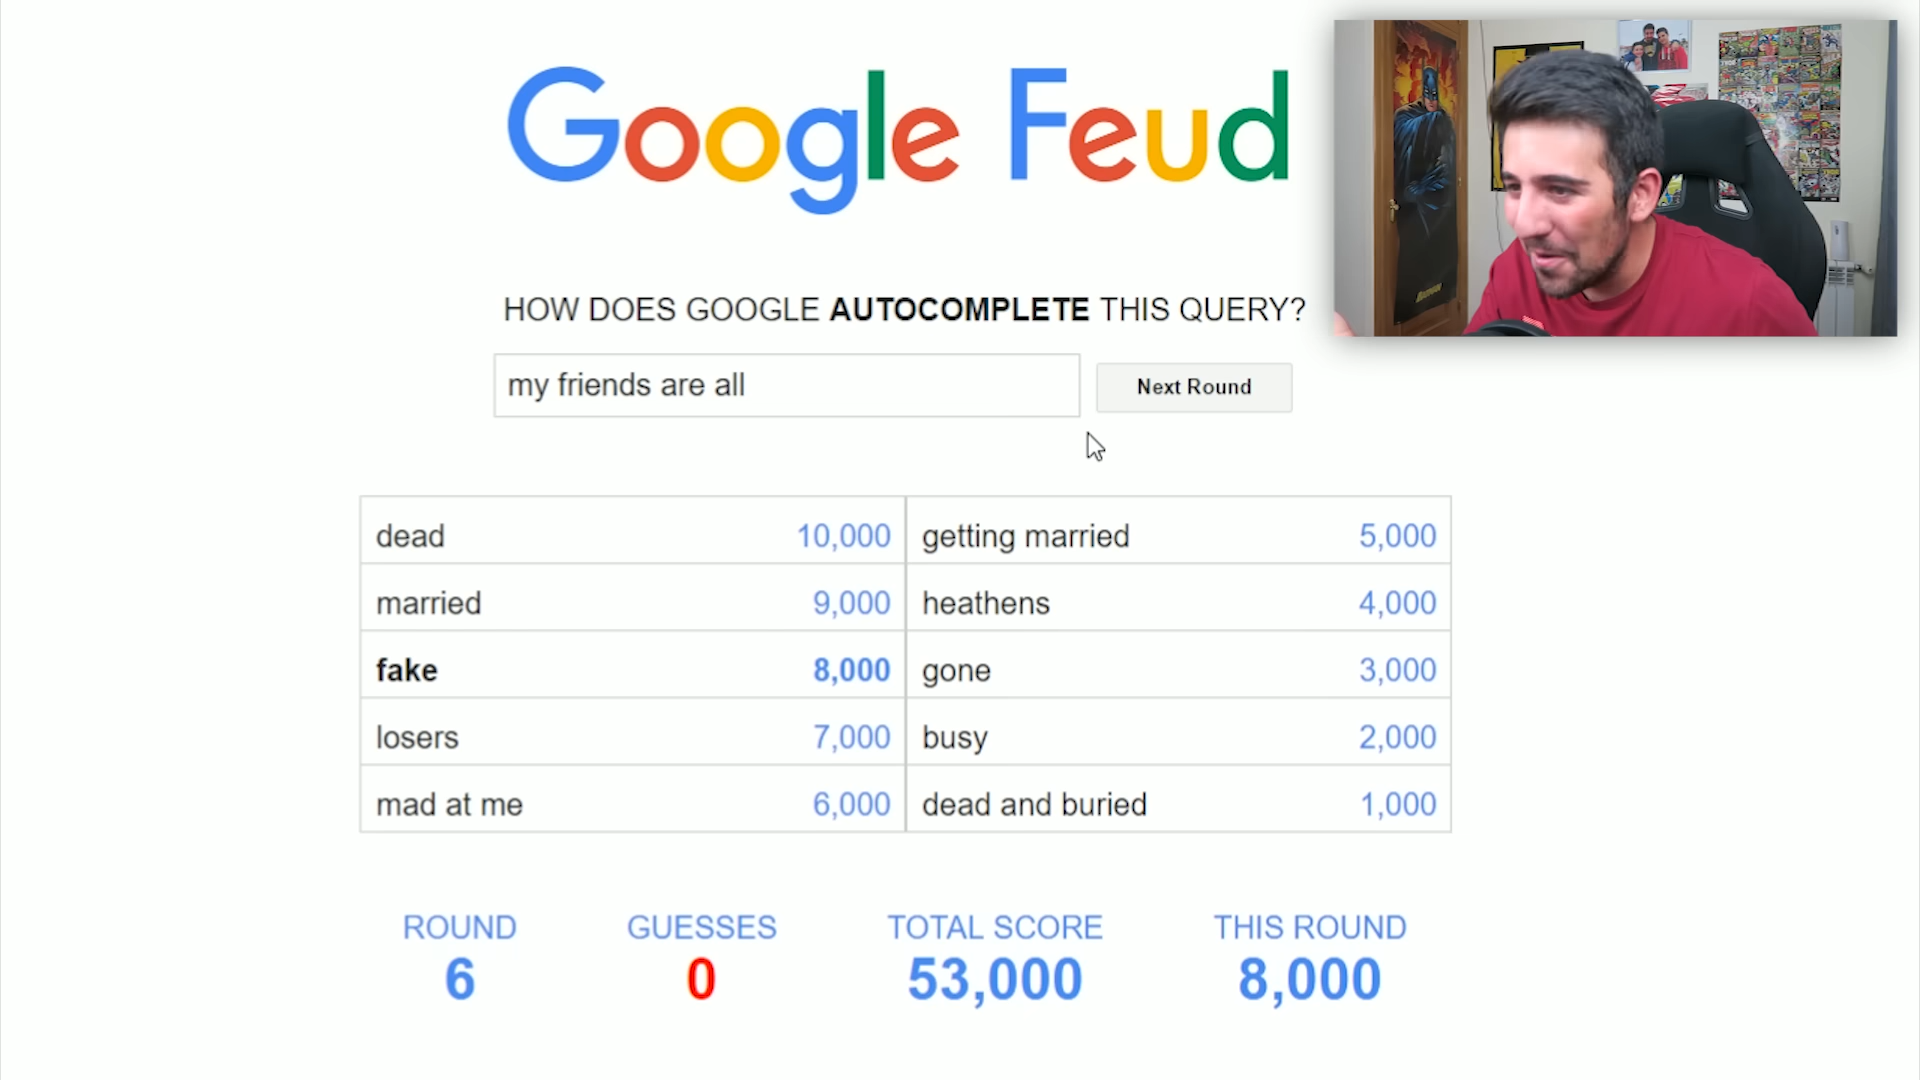 Google Feud
HOW DOES GOOGLE AUTOCOMPLETE THIS QUERY?
my friends are all
Next Round
dead 10,000
married 9,000
fake 8,000
losers 7,000
mad at me 6,000
getting married 5,000
heathens 4,000
gone 3,000
busy 2,000
dead and buried 1,000
ROUND
6
GUESSES
0
TOTAL SCORE
53,000
THIS ROUND
8,000